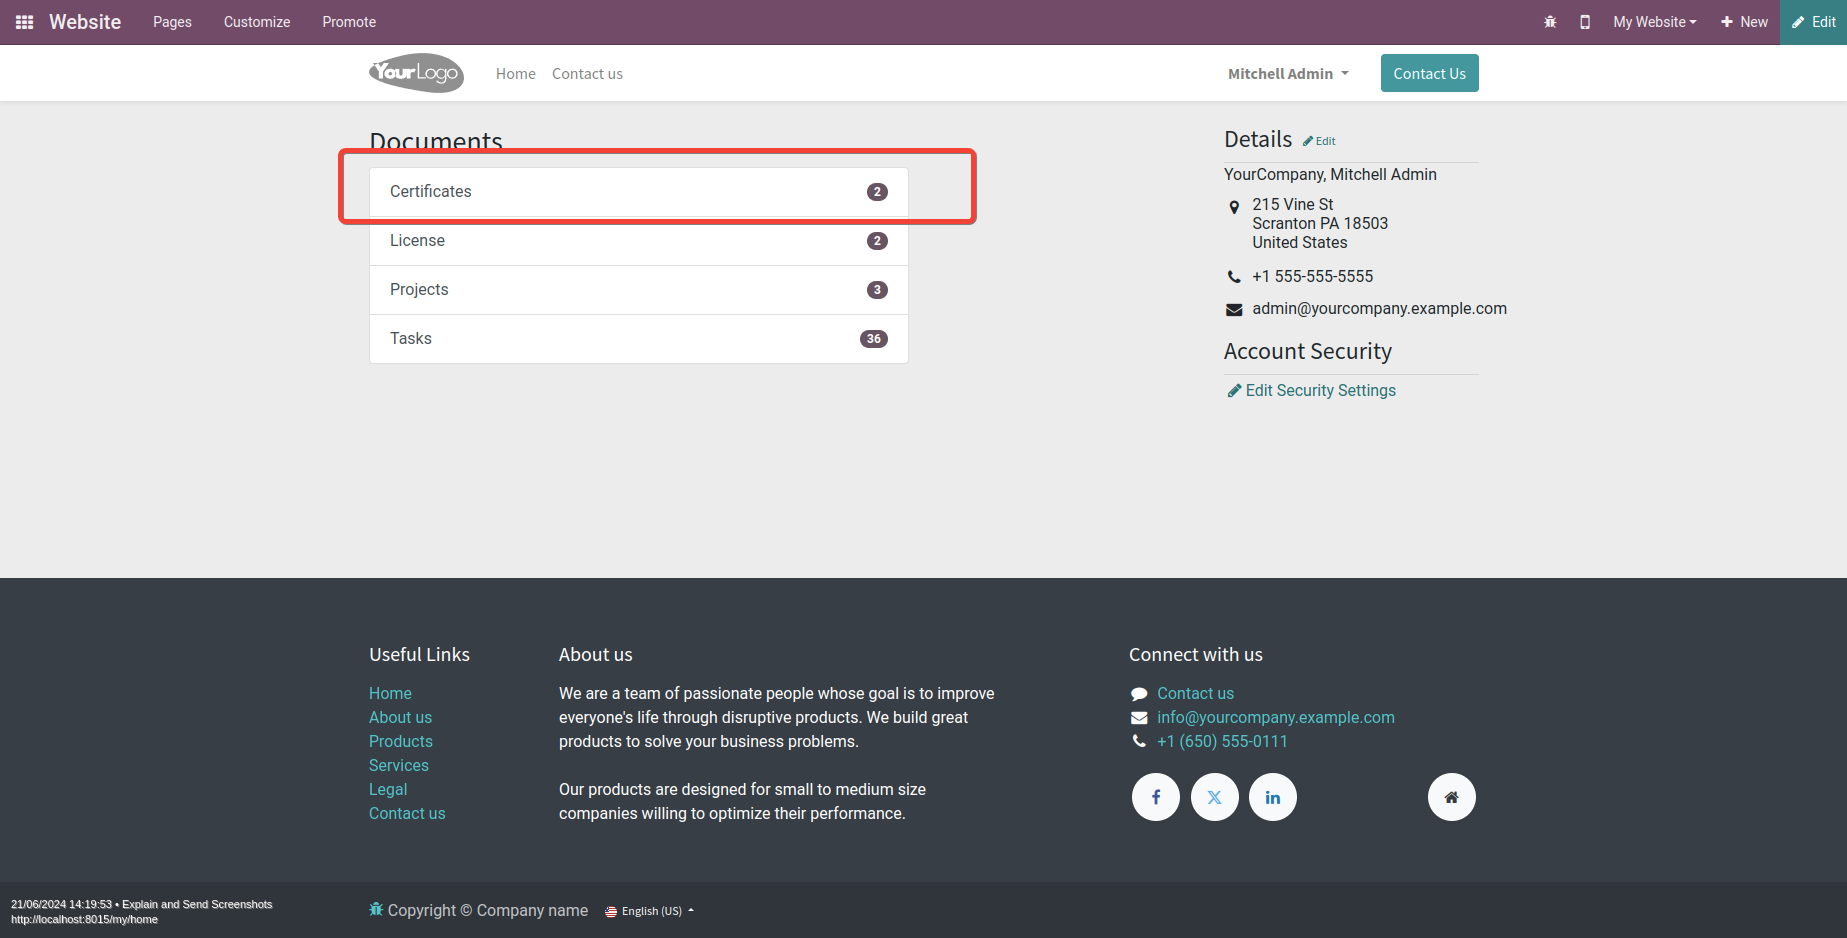 Website Pages Customize Promote My Website New Edit
YourLogo Home Contact us Mitchell Admin Contact Us
Documents
Certificates 2
License 2
Projects 3
Tasks 36
Details Edit
YourCompany, Mitchell Admin
215 Vine St
Scranton PA 18503
United States
+1 555-555-5555
admin@yourcompany.example.com
Account Security
Edit Security Settings
Useful Links
Home
About us
Products
Services
Legal
Contact us
About us
We are a team of passionate people whose goal is to improve
everyone's life through disruptive products. We build great
products to solve your business problems.
Our products are designed for small to medium size
companies willing to optimize their performance.
Connect with us
Contact us
info@yourcompany.example.com
+1 (650) 555-0111
Copyright © Company name English (US)
21/06/2024 14:19:53 • Explain and Send Screenshots
http://localhost:8015/my/home